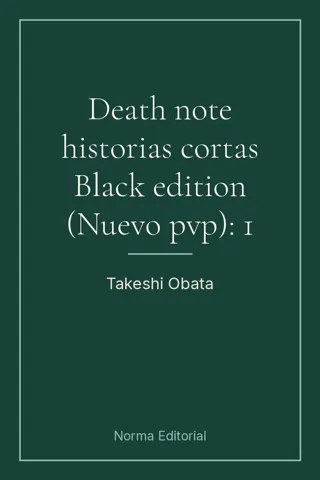 Death note
historias cortas
Black edition
(Nuevo pvp): 1
Takeshi Obata
Norma Editorial